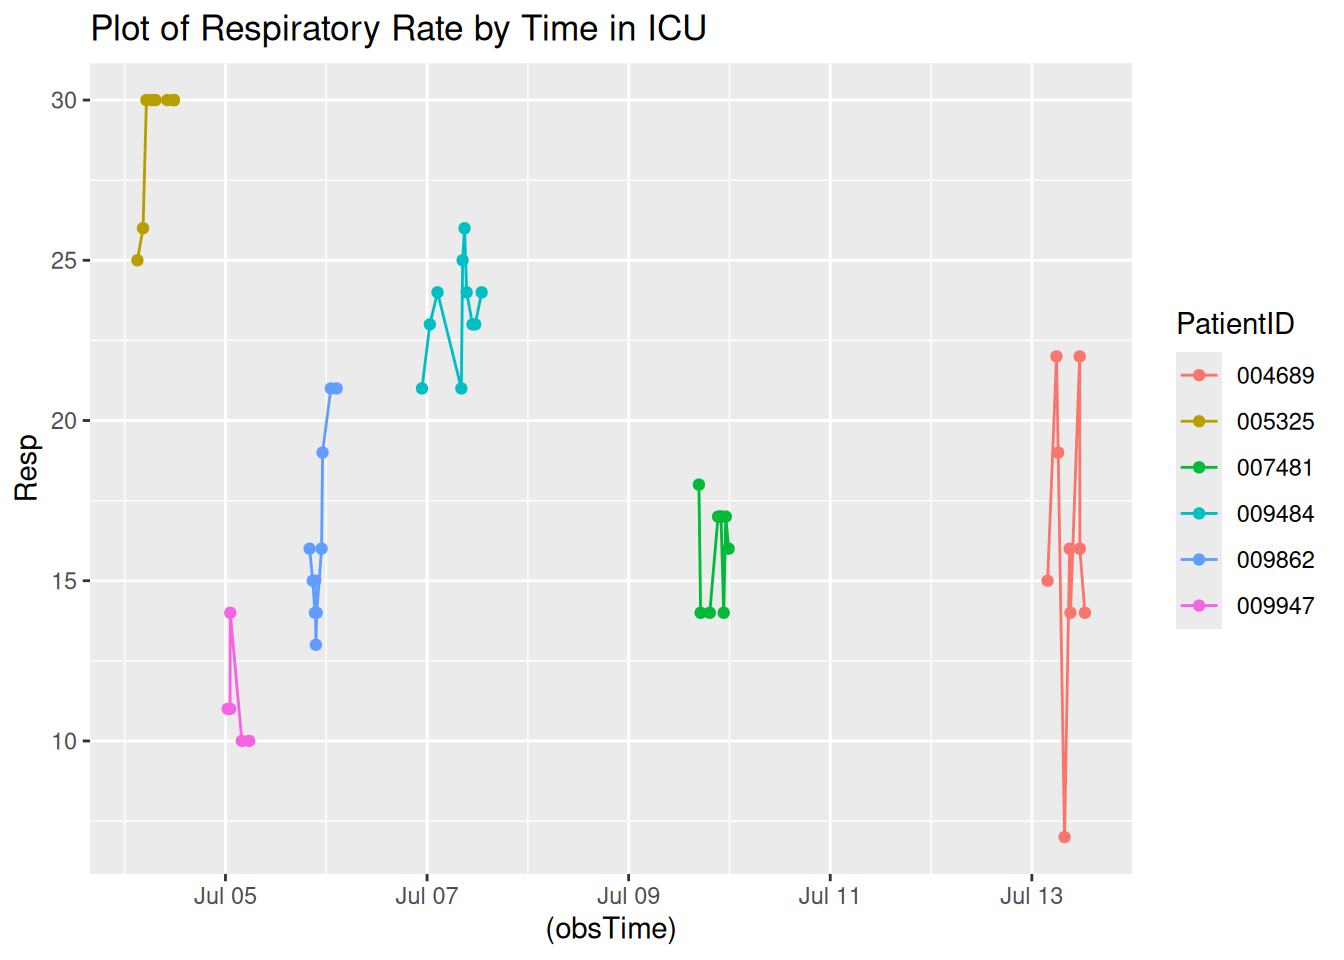 Plot of Respiratory Rate by Time in ICU
30
25
20
15
10
Resp
Jul 05
Jul 07
Jul 09
Jul 11
Jul 13
(obsTime)
PatientID
004689
005325
007481
009484
009862
009947